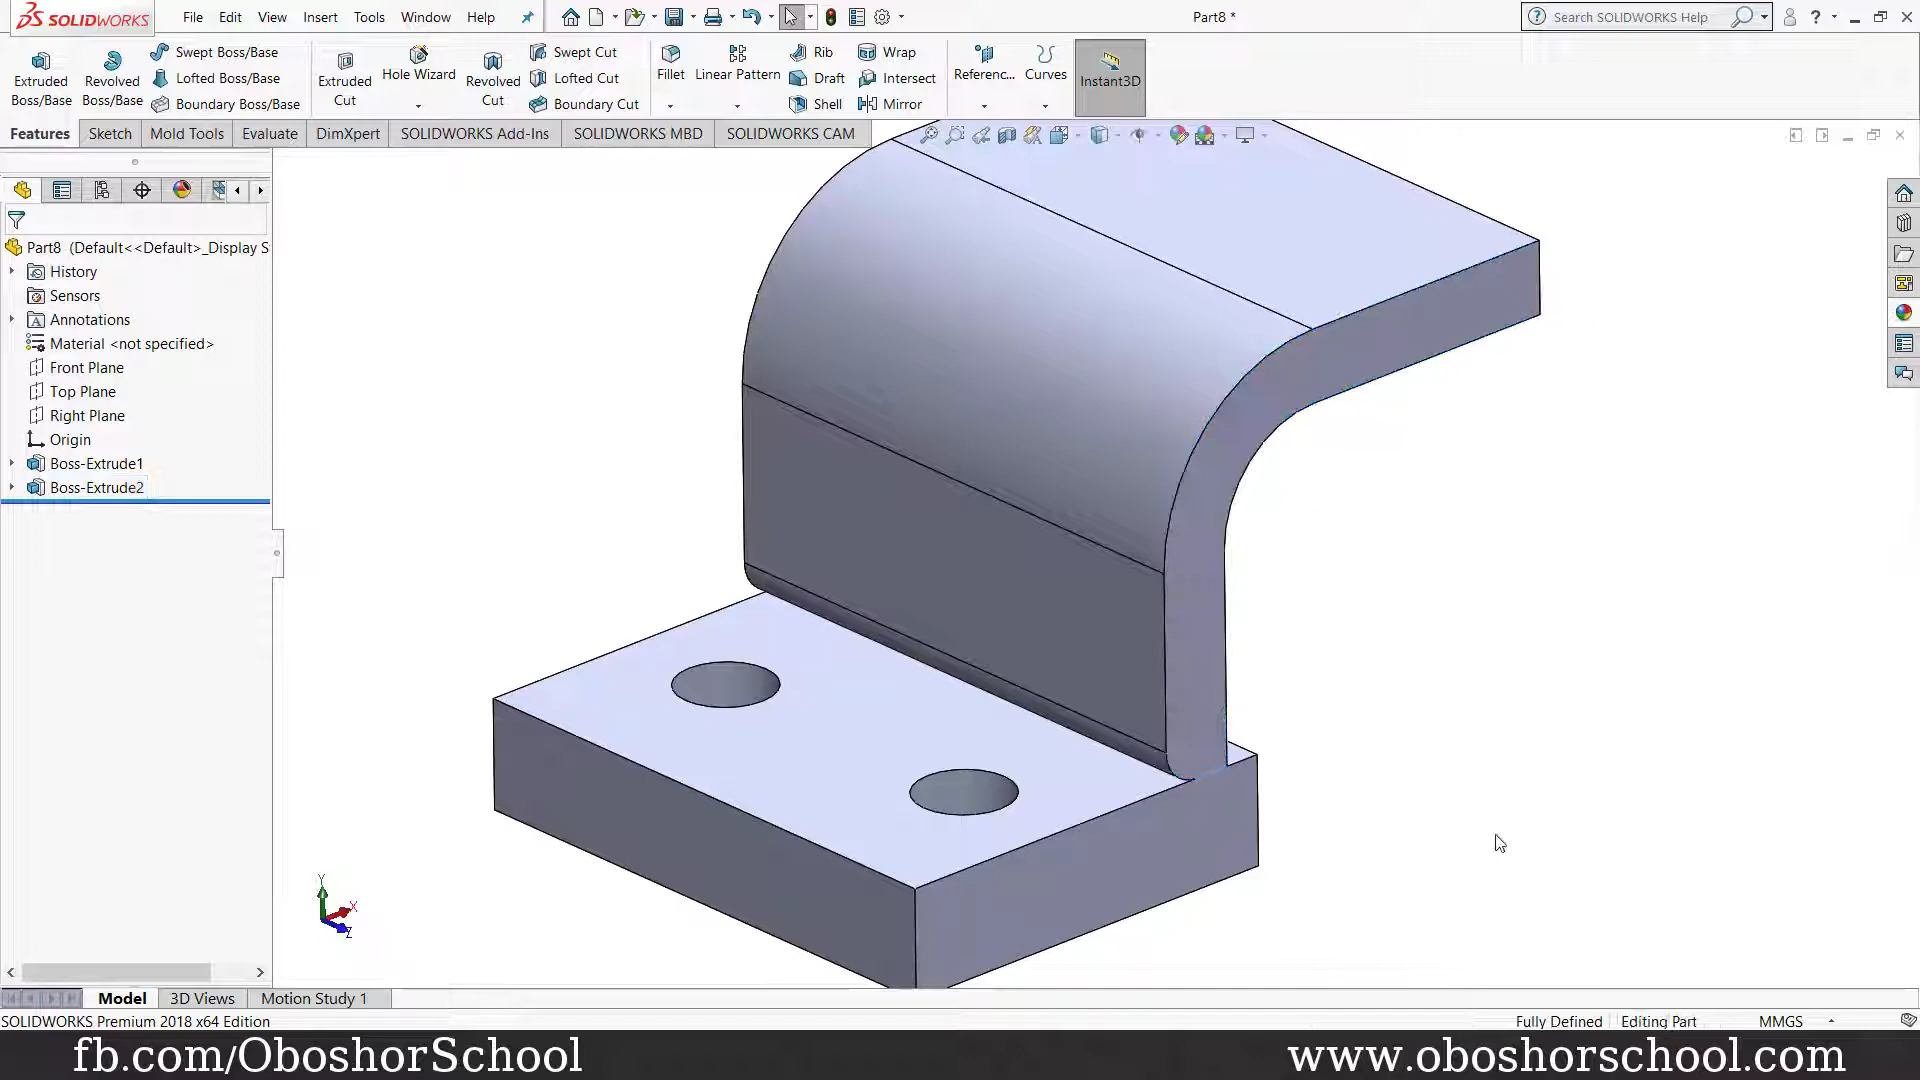 SOLIDWORKS File Edit View Insert Tools Window Help Part8 * Search SOLIDWORKS Help ?
Extruded Boss/Base
Revolved Boss/Base
Swept Boss/Base
Lofted Boss/Base
Boundary Boss/Base
Extruded Cut
Hole Wizard
Revolved Cut
Swept Cut
Lofted Cut
Boundary Cut
Fillet
Linear Pattern
Rib
Draft
Shell
Wrap
Intersect
Mirror
Referenc...
Curves
Instant3D
Features Sketch Mold Tools Evaluate DimXpert SOLIDWORKS Add-Ins SOLIDWORKS MBD SOLIDWORKS CAM
Part8 (Default<<Default>_Display S
History
Sensors
A Annotations
Material <not specified>
Front Plane
Top Plane
Right Plane
Origin
Boss-Extrude1
Boss-Extrude2
Y
X
Z
Model 3D Views Motion Study 1
SOLIDWORKS Premium 2018 x64 Edition Fully Defined Editing Part MMGS
fb.com/OboshorSchool www.oboshorschool.com